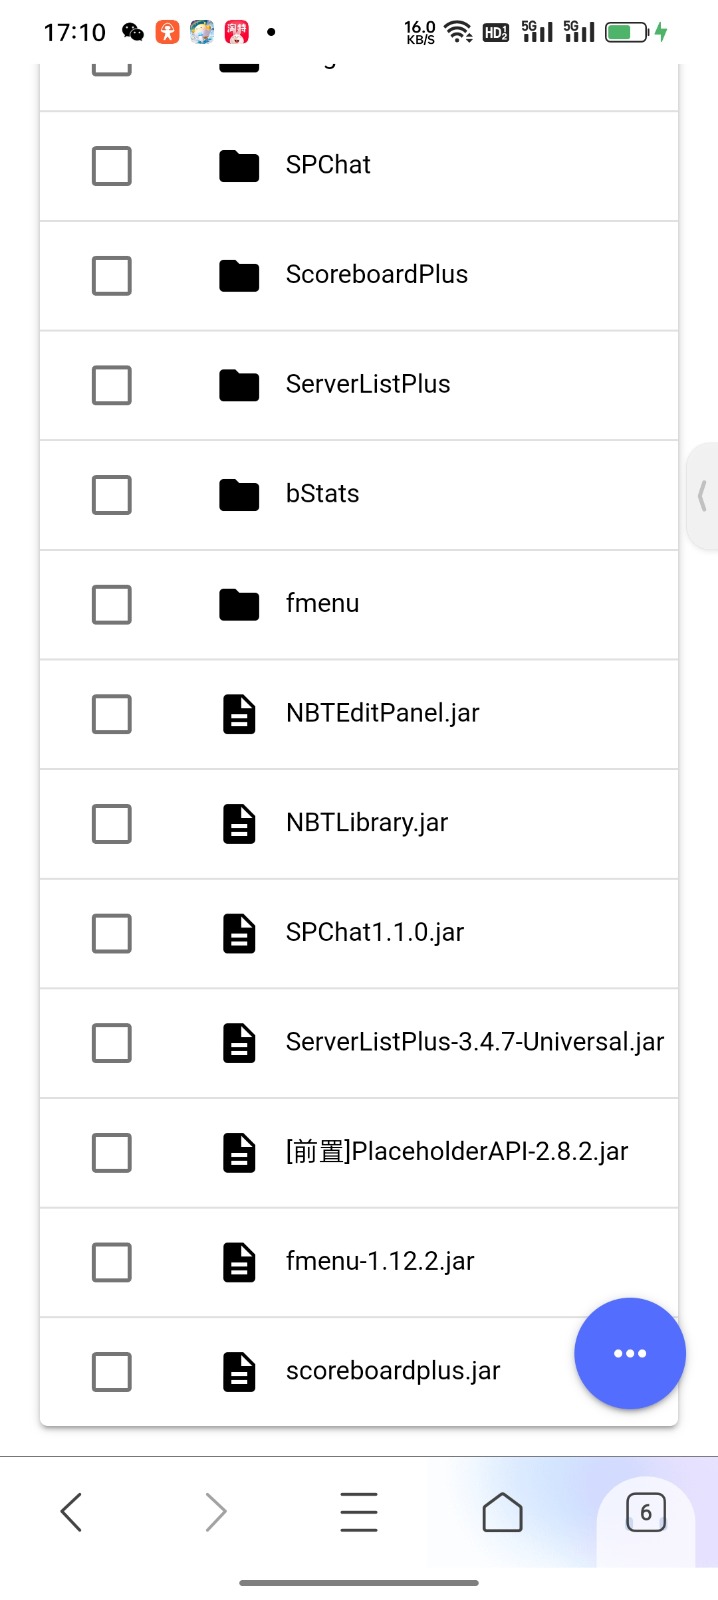 17:10
16.0
KB/S
HD
5G
5G
SPChat
ScoreboardPlus
ServerListPlus
bStats
fmenu
NBTEditPanel.jar
NBTLibrary.jar
SPChat1.1.0.jar
ServerListPlus-3.4.7-Universal.jar
[前置]PlaceholderAPI-2.8.2.jar
fmenu-1.12.2.jar
scoreboardplus.jar
6